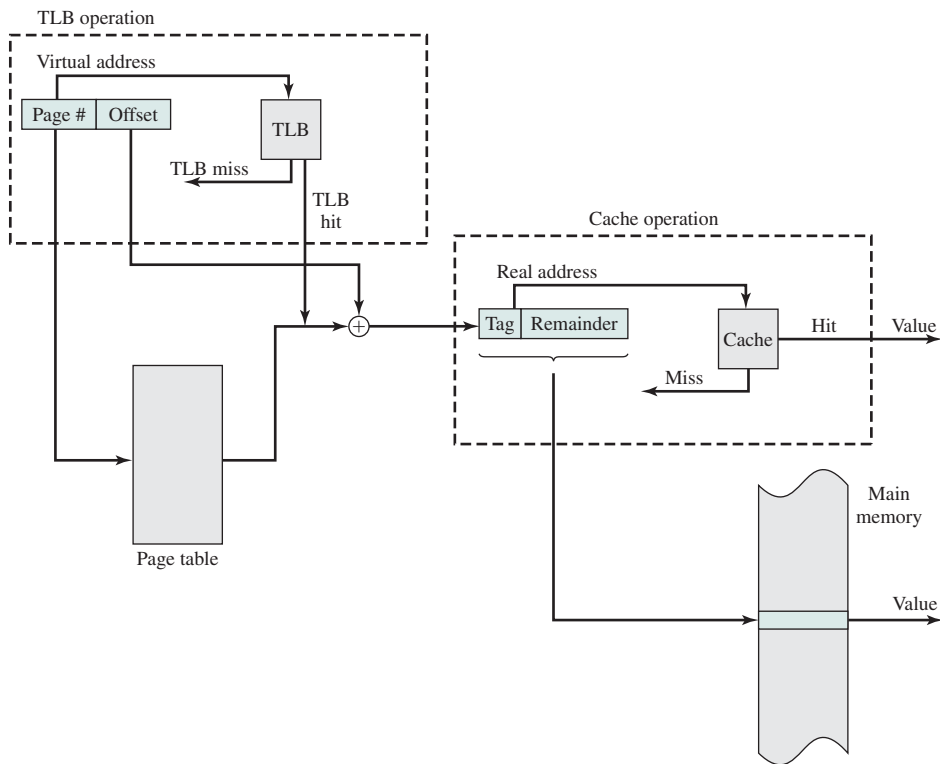 TLB operation
Virtual address
Page #
Offset
TLB
TLB miss
TLB
hit
Cache operation
Real address
Tag
Remainder
+
Cache
Hit
Value
Miss
Page table
Main
memory
Value